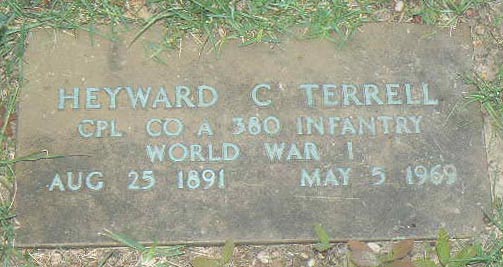 HEYWARD C TERRELL
CPL CO A 380 INFANTRY
WORLD WAR I
AUG 25 1891 MAY 5 1969